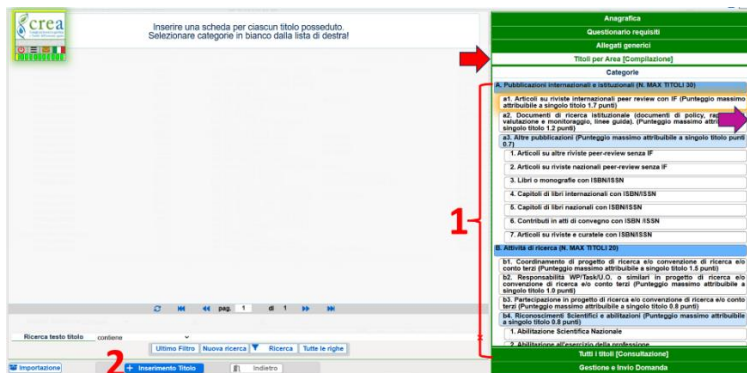 crea
Inserire una scheda per ciascun titolo posseduto.
Selezionare categorie in bianco dalla lista di destra!
Anagrafica
Questionario requisiti
Allegati generici
Titoli per Area [Compilazione]
Categorie
A. Pubblicazioni internazionali e istituzionali (N. MAX TITOLI 30)
a1. Articoli su riviste internazionali peer review con IF (Punteggio massimo
attribuibile a singolo titolo 1.7 punti)
a2. Documenti di ricerca istituzionale (documenti di policy,
valutazione e monitoraggio, linee guida). (Punteggio massimo
singolo titolo 1.2 punti)
a3. Altre pubblicazioni (Punteggio massimo attribuibile a singolo titolo punti
0.7)
1. Articoli su altre riviste peer-review senza IF
2. Articoli su riviste nazionali peer-review senza IF
3. Libri o monografie con ISBN/ISSN
4. Capitoli di libri internazionali con ISBN/ISSN
5. Capitoli di libri nazionali con ISBN/ISSN
6. Contributi in atti di convegno con ISBN /ISSN
7. Articoli su riviste e curatele con ISBN/ISSN
1
B. Attività di ricerca (N. MAX TITOLI 20)
b1. Coordinamento di progetto di ricerca e/o convenzione di ricerca e/o
conto terzi (Punteggio massimo attribuibile a singolo titolo 1.5 punti)
b2. Responsabilità WP/Task/U.O. o similari in progetto di ricerca e/o
convenzione di ricerca e/o conto terzi (Punteggio massimo attribuibile a
singolo titolo 1.0 punti)
b3. Partecipazione in progetto di ricerca e/o convenzione di ricerca e/o conto
terzi (Punteggio massimo attribuibile a singolo titolo 0.8 punti)
b4. Riconoscimenti Scientifici e abilitazioni (Punteggio massimo attribuibile
a singolo titolo 0.8 punti)
1. Abilitazione Scientifica Nazionale
2. Abilitazione all'esercizio della professione
pag. 1 di 1
Ricerca testo titolo contiene
Ultimo Filtro Nuova ricerca Ricerca Tutte le righe
2
Importazione + Inserimento Titolo Indietro
Tutti i titoli [Consultazione]
Gestione e Invio Domanda